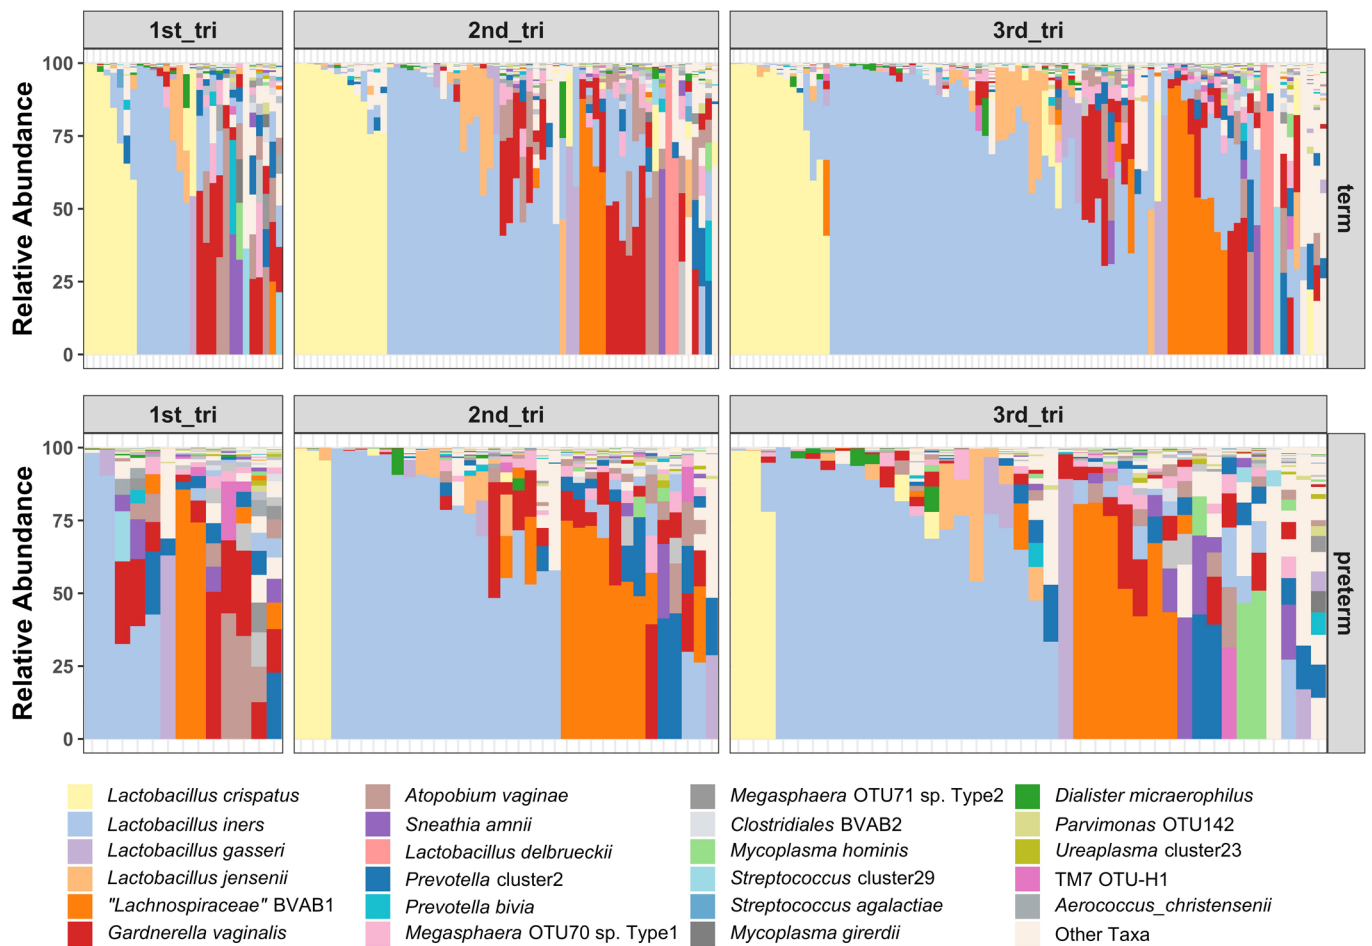 1st_tri 2nd_tri 3rd_tri
100
75
50
25
0
Relative Abundance
term
1st_tri 2nd_tri 3rd_tri
100
75
50
25
0
Relative Abundance
preterm
Lactobacillus crispatus Atopobium vaginae Megasphaera OTU71 sp. Type2 Dialister micraerophilus
Lactobacillus iners Sneathia amnii Clostridiales BVAB2 Parvimonas OTU142
Lactobacillus gasseri Lactobacillus delbrueckii Mycoplasma hominis Ureaplasma cluster23
Lactobacillus jensenii Prevotella cluster2 Streptococcus cluster29 TM7 OTU-H1
"Lachnospiraceae" BVAB1 Prevotella bivia Streptococcus agalactiae Aerococcus_christensenii
Gardnerella vaginalis Megasphaera OTU70 sp. Type1 Mycoplasma girerdii Other Taxa